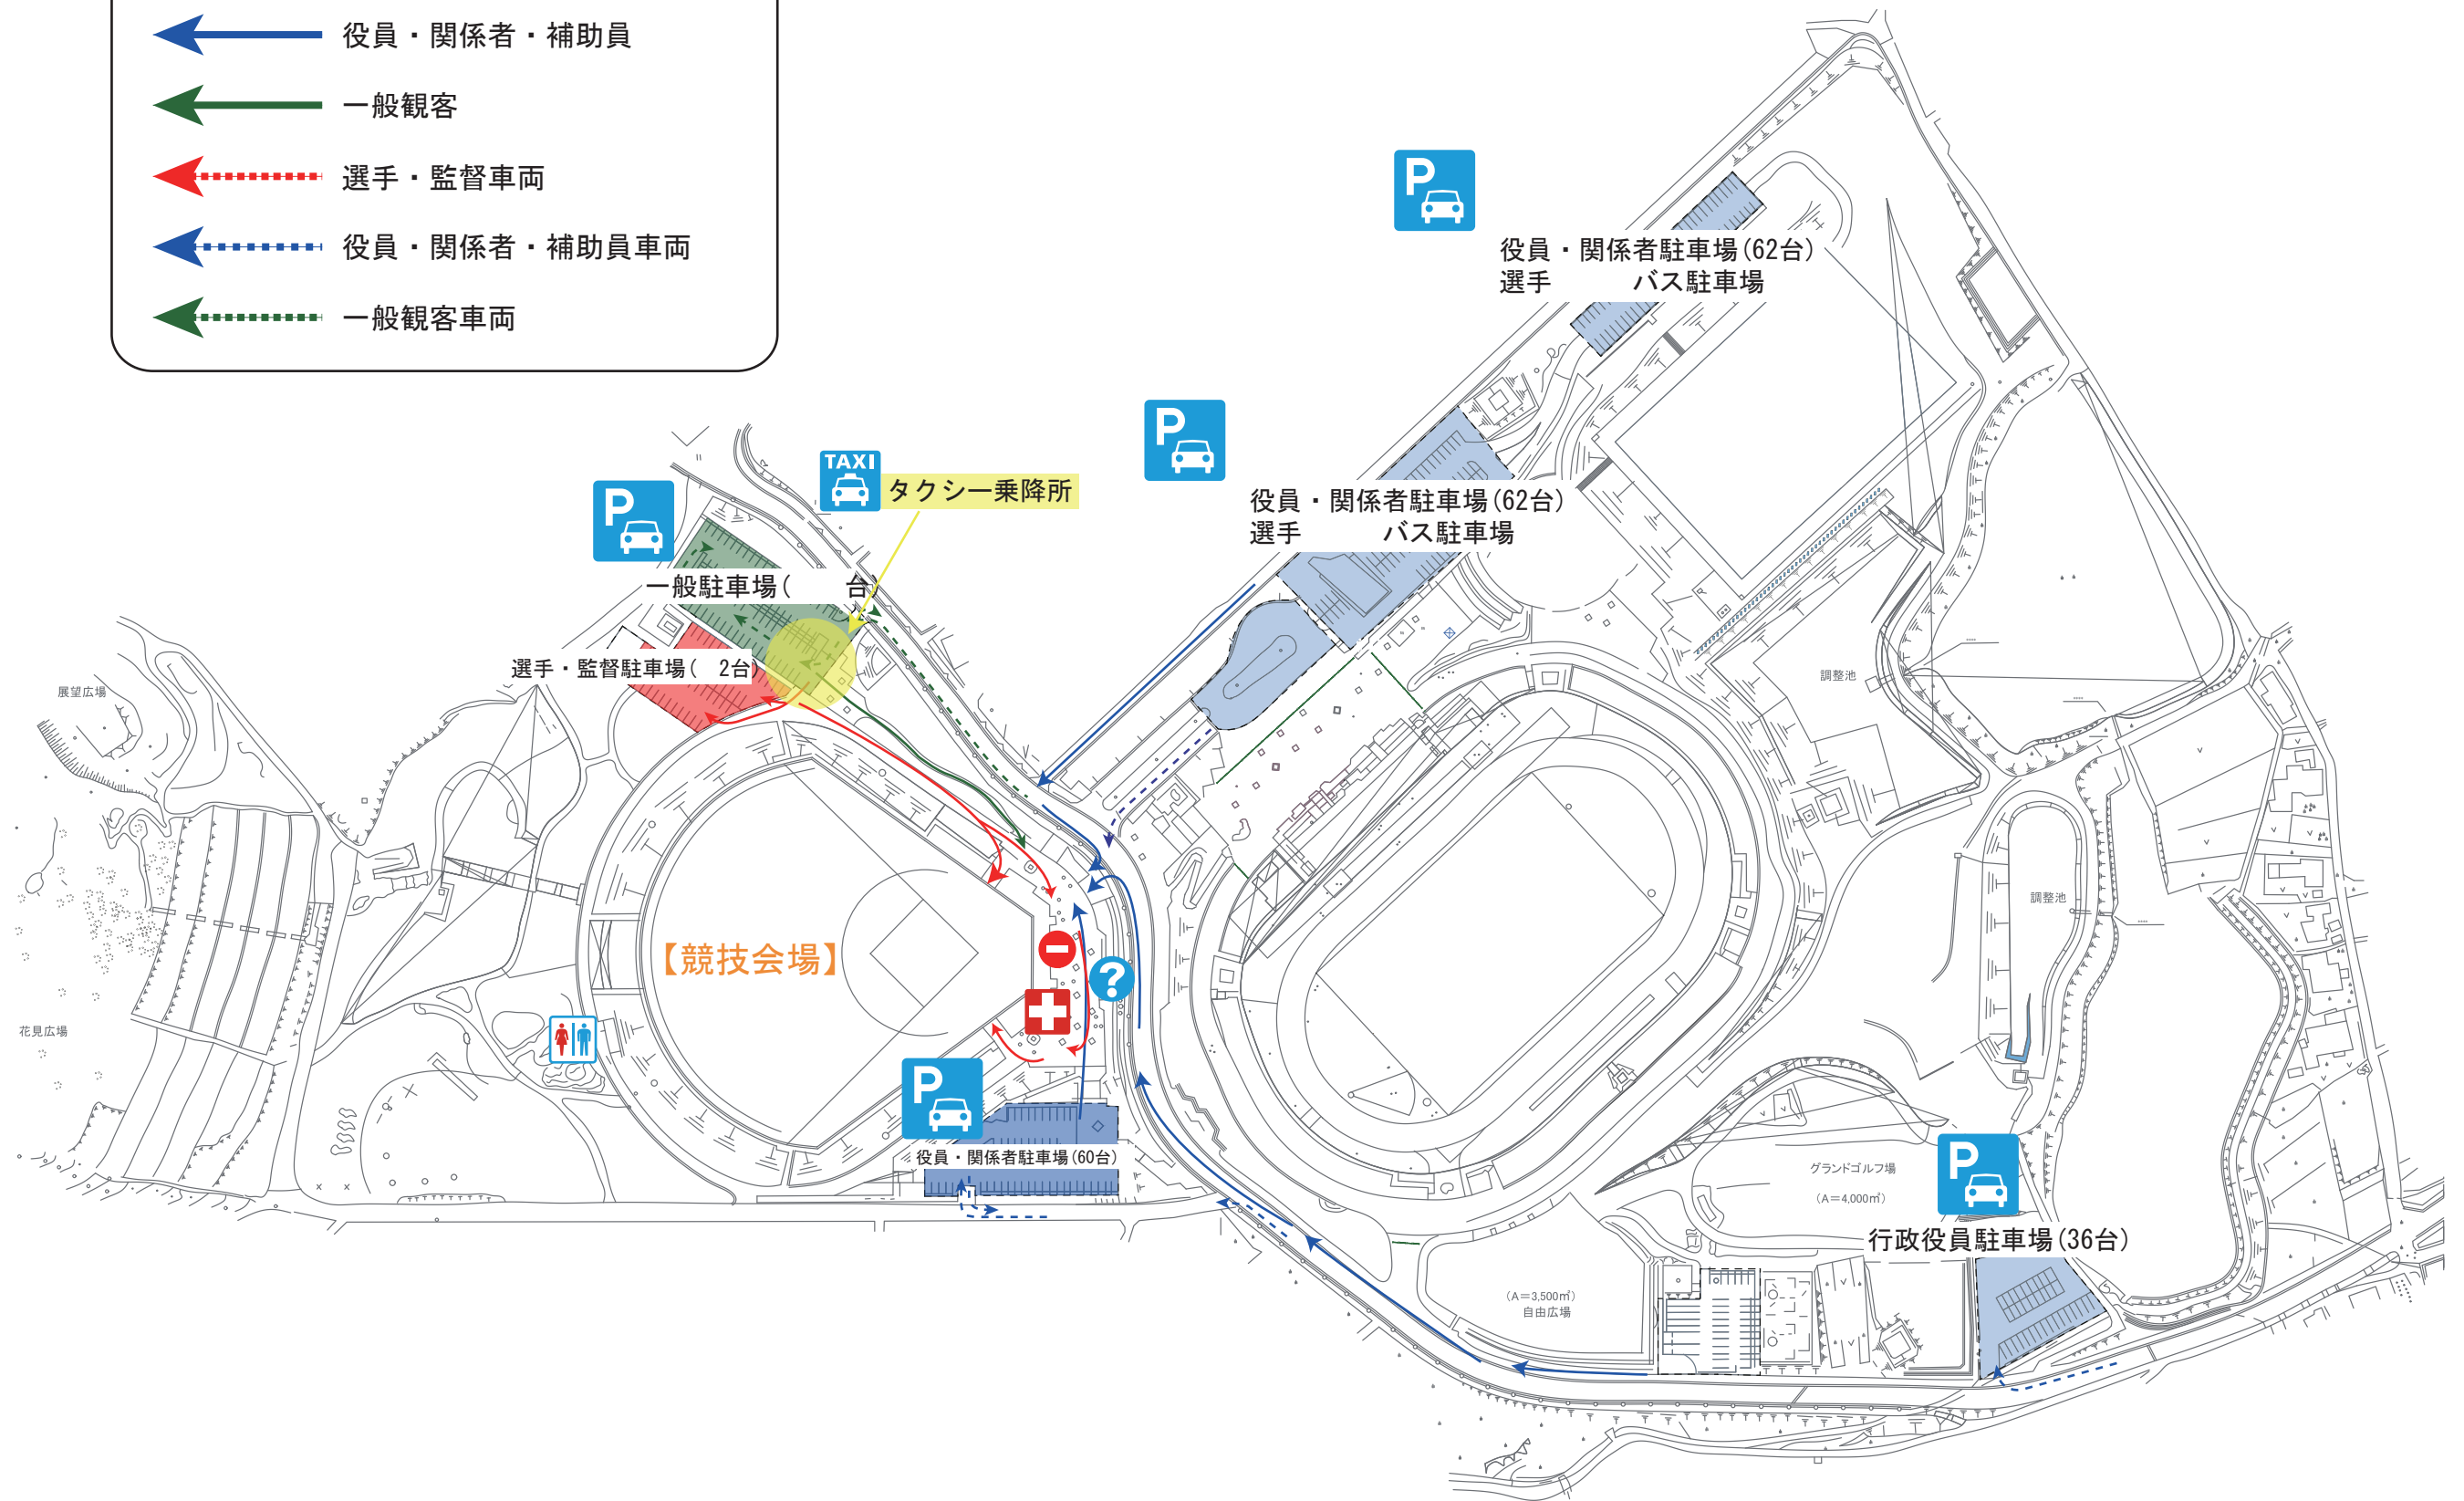 役員・関係者・補助員
一般観客
選手・監督車両
役員・関係者・補助員車両
一般観客車両
P
役員・関係者駐車場(62台)
選手　　　バス駐車場
P
役員・関係者駐車場(62台)
選手　　　バス駐車場
TAXI
タクシー乗降所
P
一般駐車場(　　台)
選手・監督駐車場(　2台)
展望広場
花見広場
【競技会場】
?
P
役員・関係者駐車場(60台)
調整池
調整池
グランドゴルフ場
(A=4,000㎡)
P
行政役員駐車場(36台)
(A=3,500㎡)
自由広場